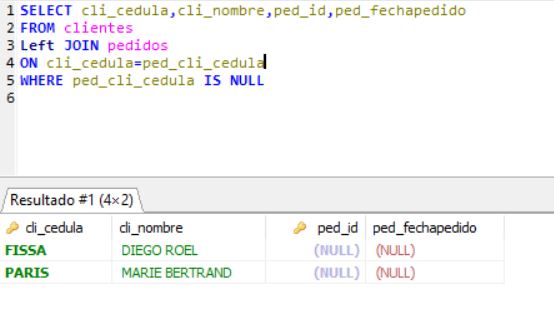 1 SELECT cli_cedula,cli_nombre,ped_id,ped_fechapedido
2 FROM clientes
3 Left JOIN pedidos
4 ON cli_cedula=ped_cli_cedula
5 WHERE ped_cli_cedula IS NULL
6
Resultado #1 (4×2)
cli_cedula cli_nombre ped_id ped_fechapedido
FISSA DIEGO ROEL (NULL) (NULL)
PARIS MARIE BERTRAND (NULL) (NULL)